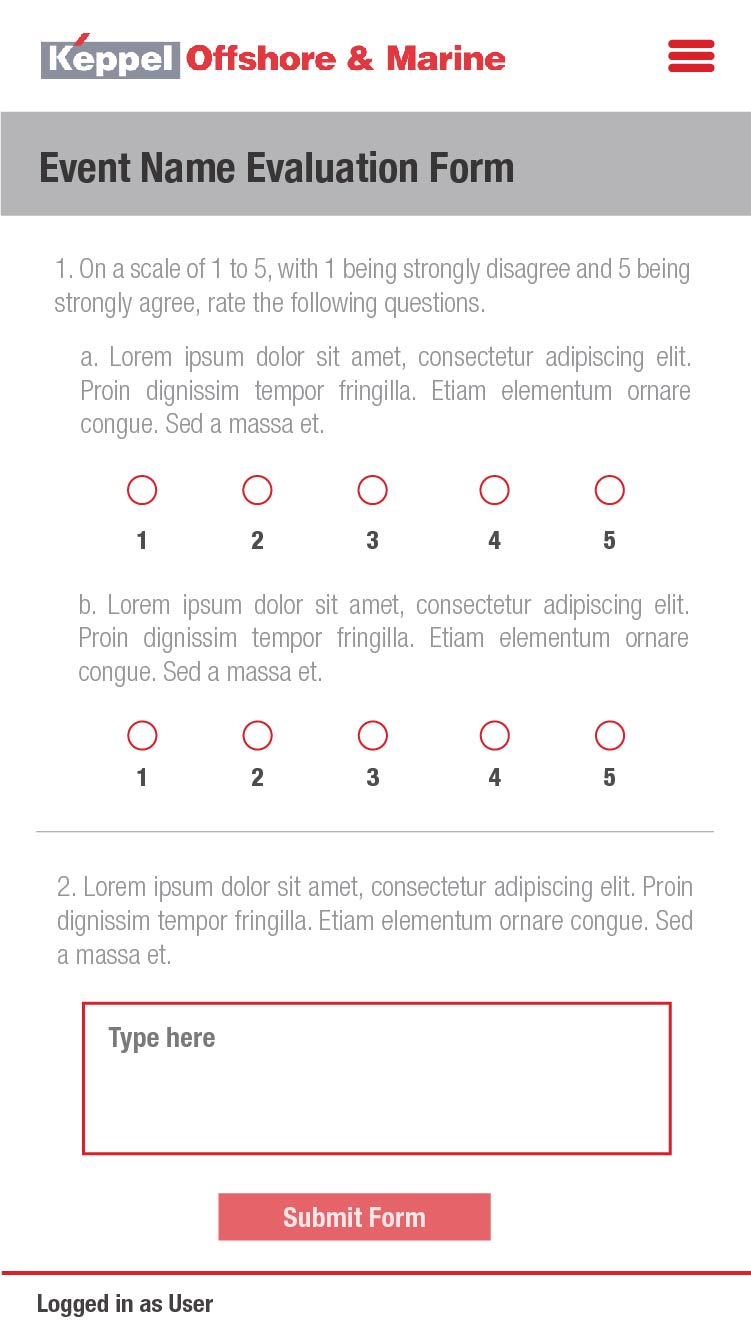 Keppel Offshore & Marine
Event Name Evaluation Form
1. On a scale of 1 to 5, with 1 being strongly disagree and 5 being
strongly agree, rate the following questions.
a. Lorem ipsum dolor sit amet, consectetur adipiscing elit.
Proin dignissim tempor fringilla. Etiam elementum ornare
congue. Sed a massa et.
1 2 3 4 5
b. Lorem ipsum dolor sit amet, consectetur adipiscing elit.
Proin dignissim tempor fringilla. Etiam elementum ornare
congue. Sed a massa et.
1 2 3 4 5
2. Lorem ipsum dolor sit amet, consectetur adipiscing elit. Proin
dignissim tempor fringilla. Etiam elementum ornare congue. Sed
a massa et.
Type here
Submit Form
Logged in as User